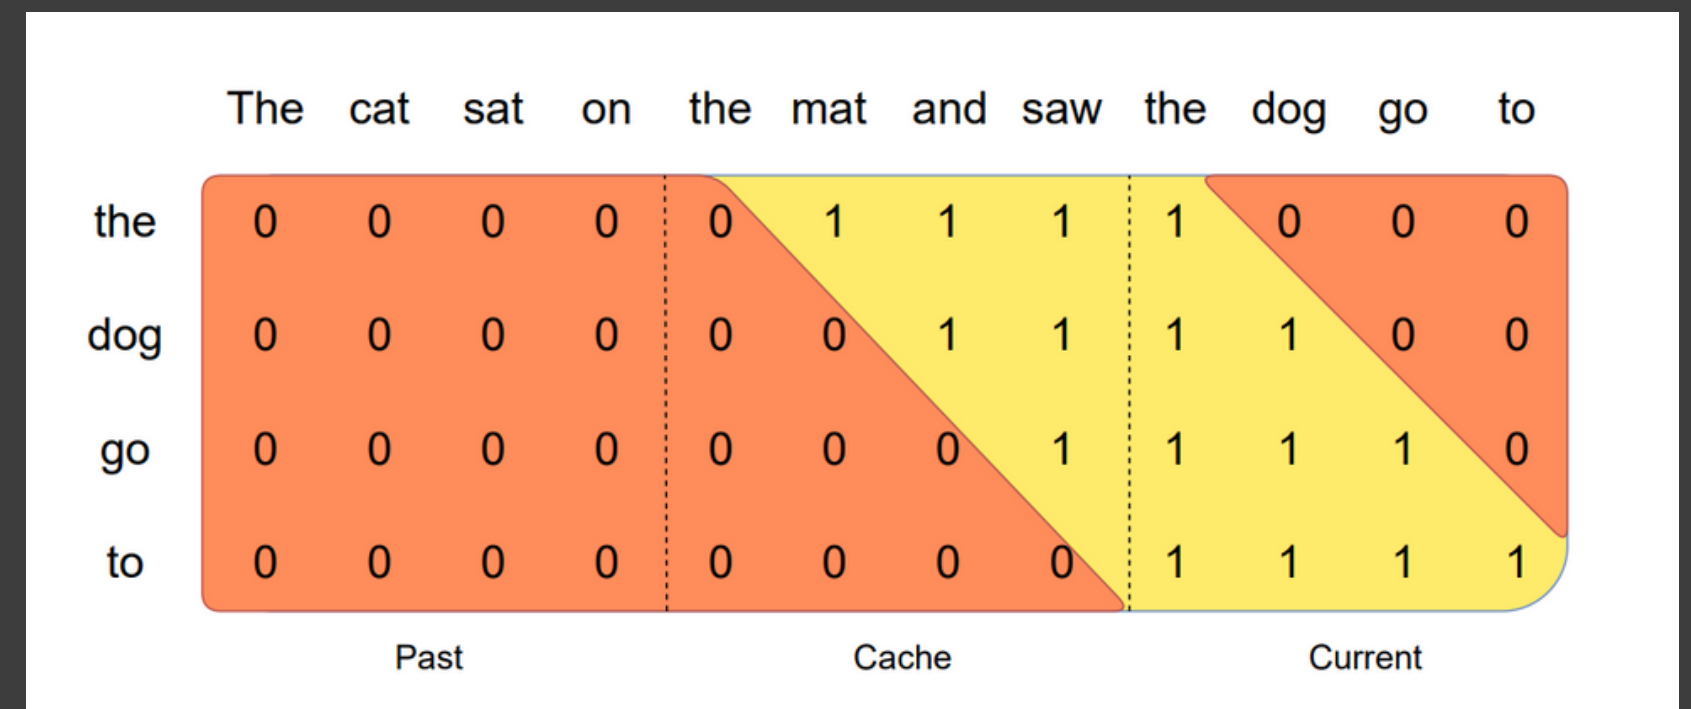 The cat sat on the mat and saw the dog go to
the 0 0 0 0 0 1 1 1 1 0 0 0
dog 0 0 0 0 0 0 1 1 1 1 0 0
go 0 0 0 0 0 0 0 1 1 1 1 0
to 0 0 0 0 0 0 0 0 1 1 1 1
Past Cache Current